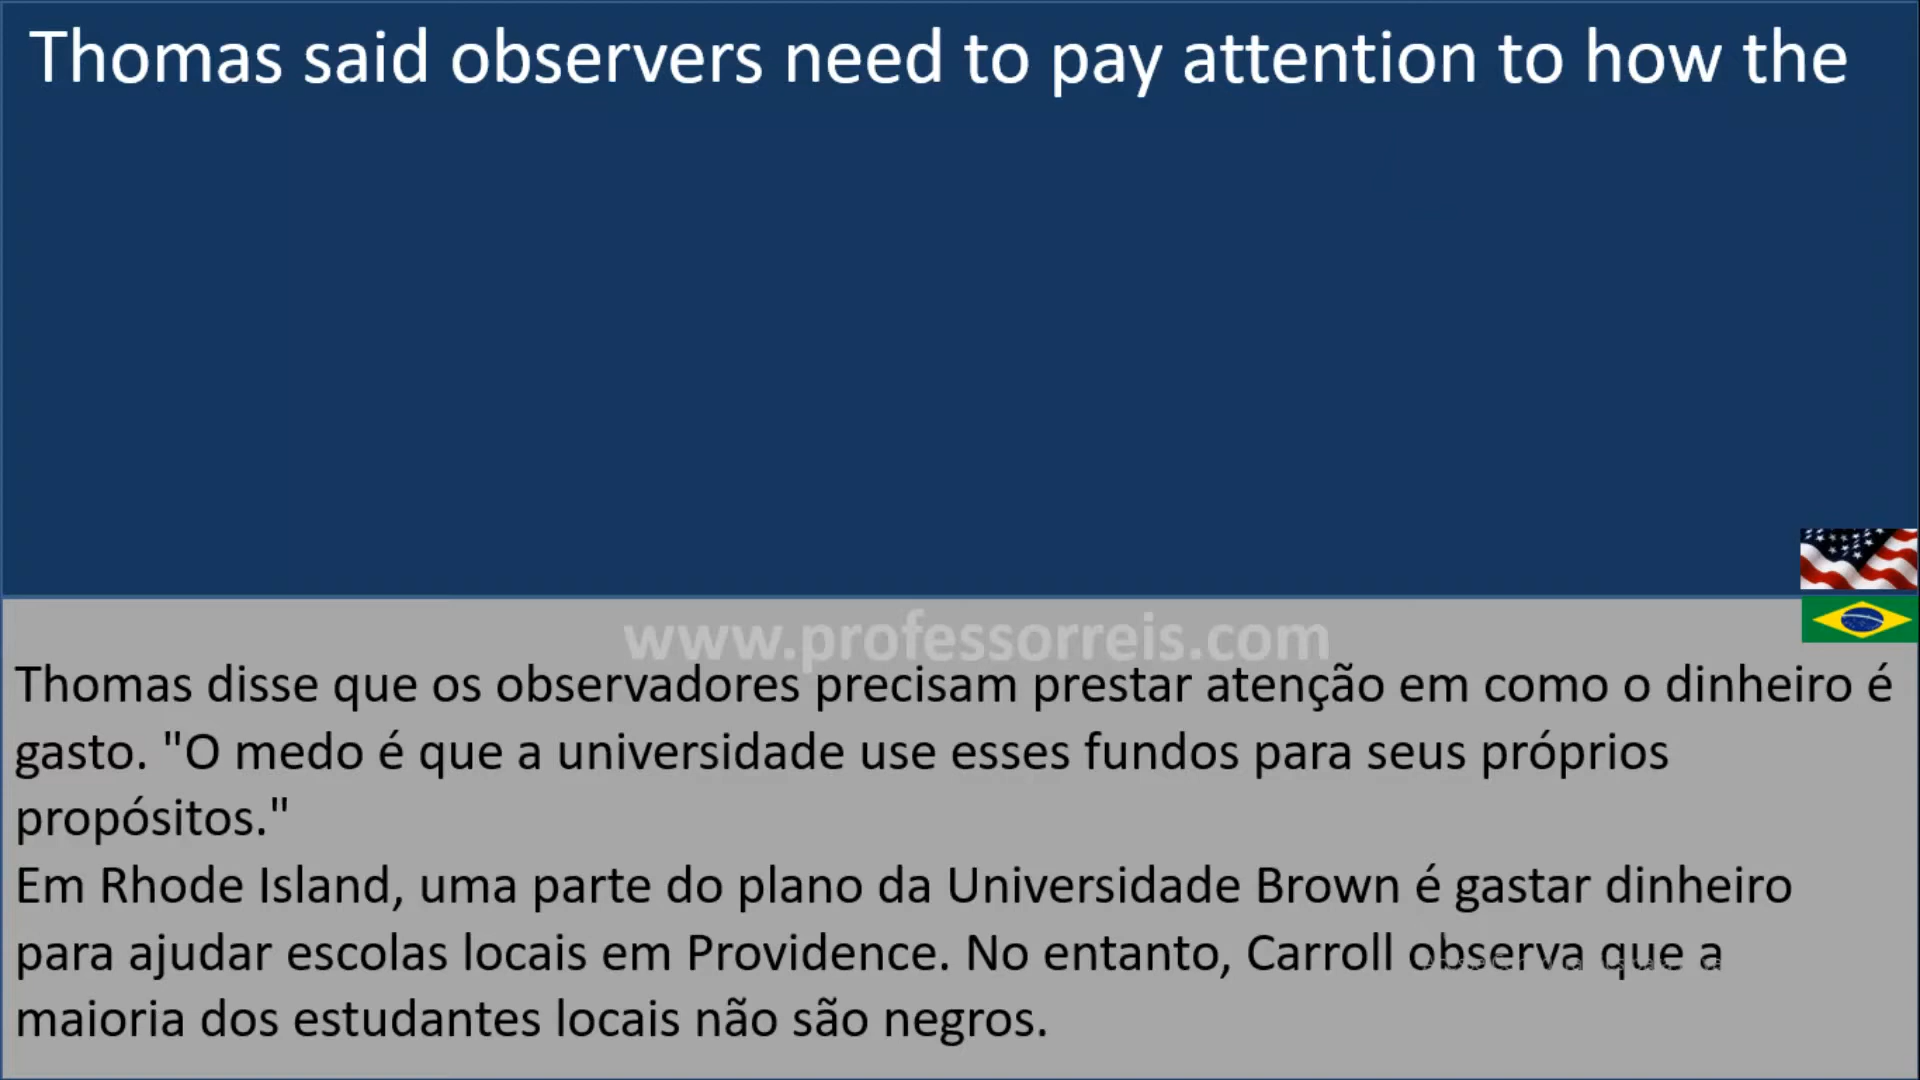 Thomas said observers need to pay attention to how the
www.professorreis.com
Thomas disse que os observadores precisam prestar atenção em como o dinheiro é
gasto. "O medo é que a universidade use esses fundos para seus próprios
propósitos."
Em Rhode Island, uma parte do plano da Universidade Brown é gastar dinheiro
para ajudar escolas locais em Providence. No entanto, Carroll observa que a
maioria dos estudantes locais não são negros.